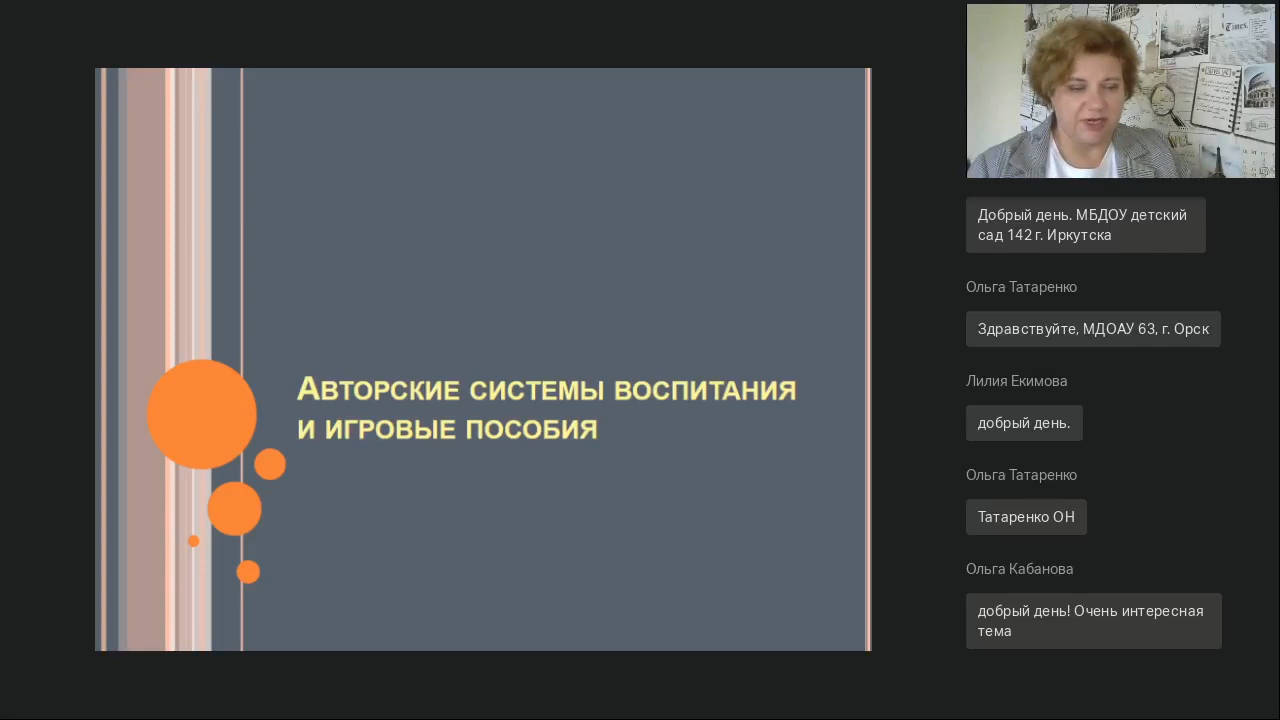 Авторские системы воспитания
и игровые пособия
Times
Добрый день. МБДОУ детский
сад 142 г. Иркутска
Ольга Татаренко
Здравствуйте, МДОАУ 63, г. Орск
Лилия Екимова
добрый день.
Ольга Татаренко
Татаренко ОН
Ольга Кабанова
добрый день! Очень интересная
тема